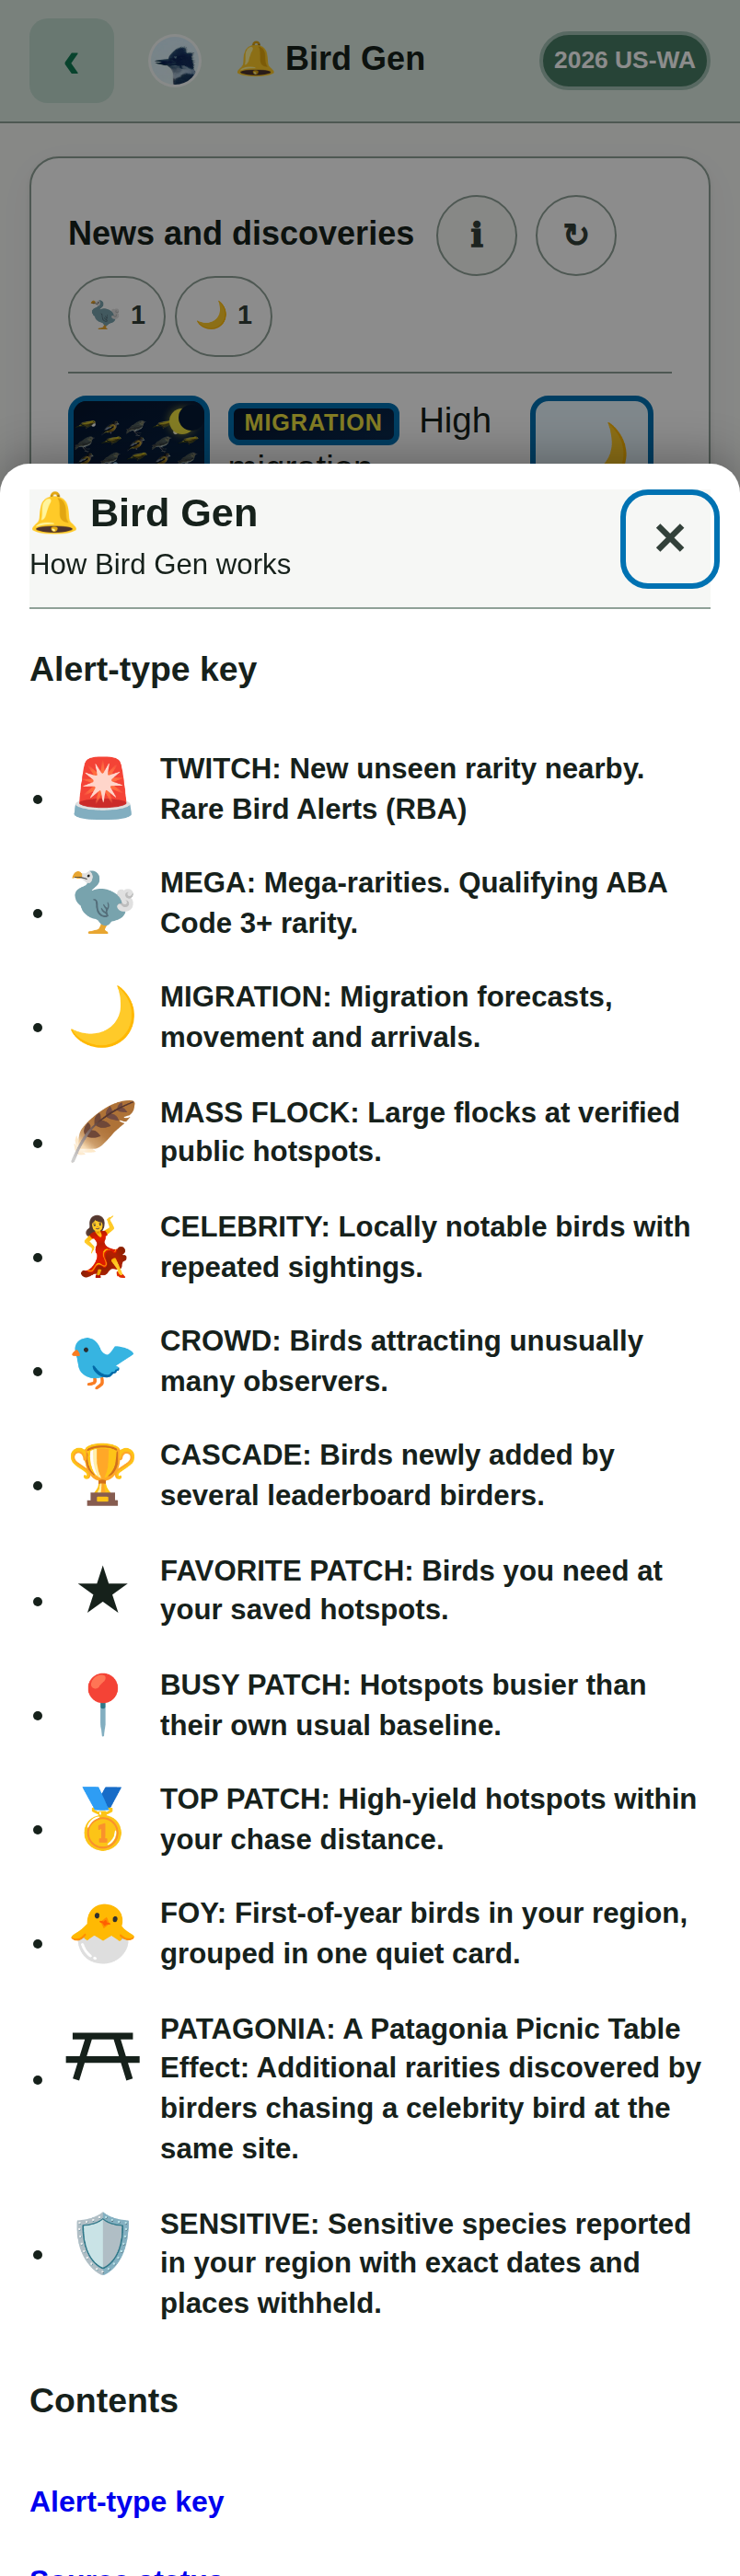 ‹ 🔔 Bird Gen 2026 US-WA
News and discoveries ℹ ↻
🦤 1 🌙 1
MIGRATION High
🔔 Bird Gen
How Bird Gen works
✕
Alert-type key
• 🚨 TWITCH: New unseen rarity nearby.
Rare Bird Alerts (RBA)
• 🦤 MEGA: Mega-rarities. Qualifying ABA
Code 3+ rarity.
• 🌙 MIGRATION: Migration forecasts,
movement and arrivals.
• 🪶 MASS FLOCK: Large flocks at verified
public hotspots.
• 💃 CELEBRITY: Locally notable birds with
repeated sightings.
• 🐦 CROWD: Birds attracting unusually
many observers.
• 🏆 CASCADE: Birds newly added by
several leaderboard birders.
• ★ FAVORITE PATCH: Birds you need at
your saved hotspots.
• 📍 BUSY PATCH: Hotspots busier than
their own usual baseline.
• 🥇 TOP PATCH: High-yield hotspots within
your chase distance.
• 🐣 FOY: First-of-year birds in your region,
grouped in one quiet card.
• PATAGONIA: A Patagonia Picnic Table
Effect: Additional rarities discovered by
birders chasing a celebrity bird at the
same site.
• 🛡️ SENSITIVE: Sensitive species reported
in your region with exact dates and
places withheld.
Contents
Alert-type key